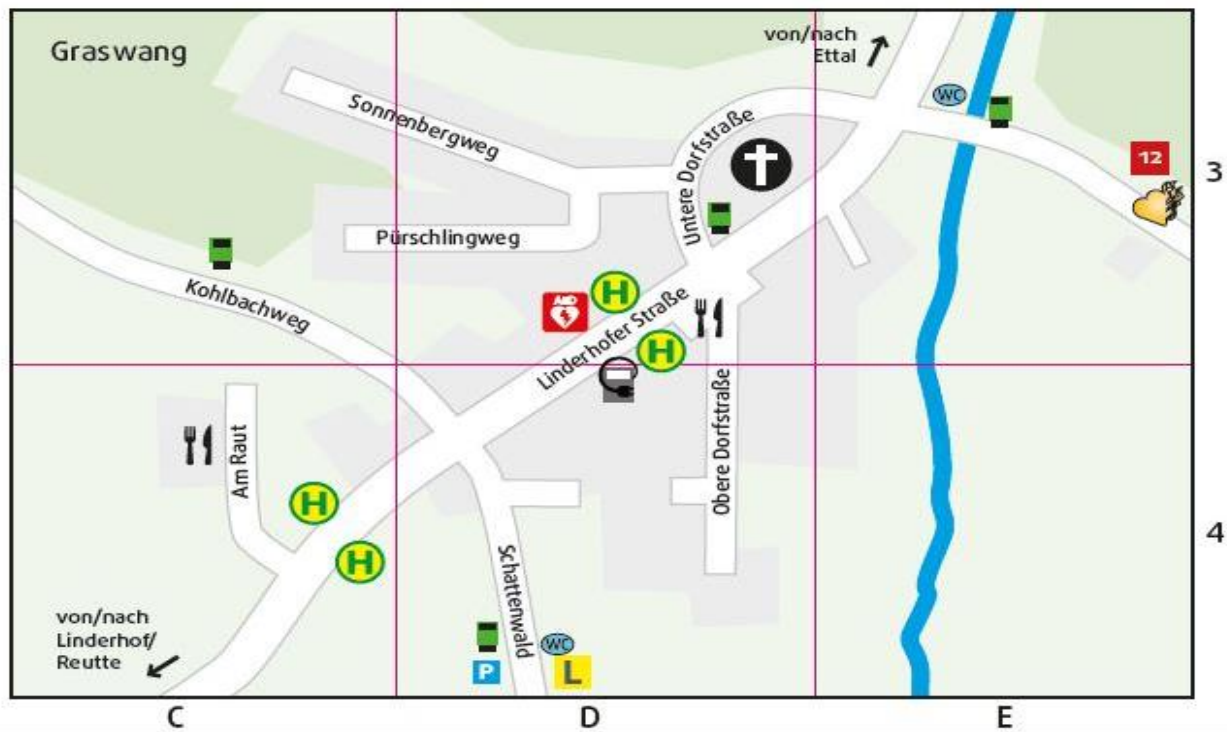 Graswang
von/nach
Ettal
WC
Sonnenbergweg
Untere Dorfstraße
12
3
Pürschlingweg
Kohlbachweg
AED
H
Linderhofer Straße
H
Am Raut
Obere Dorfstraße
H
H
4
Schattenwald
von/nach
Linderhof/
Reutte
WC
P
L
C
D
E